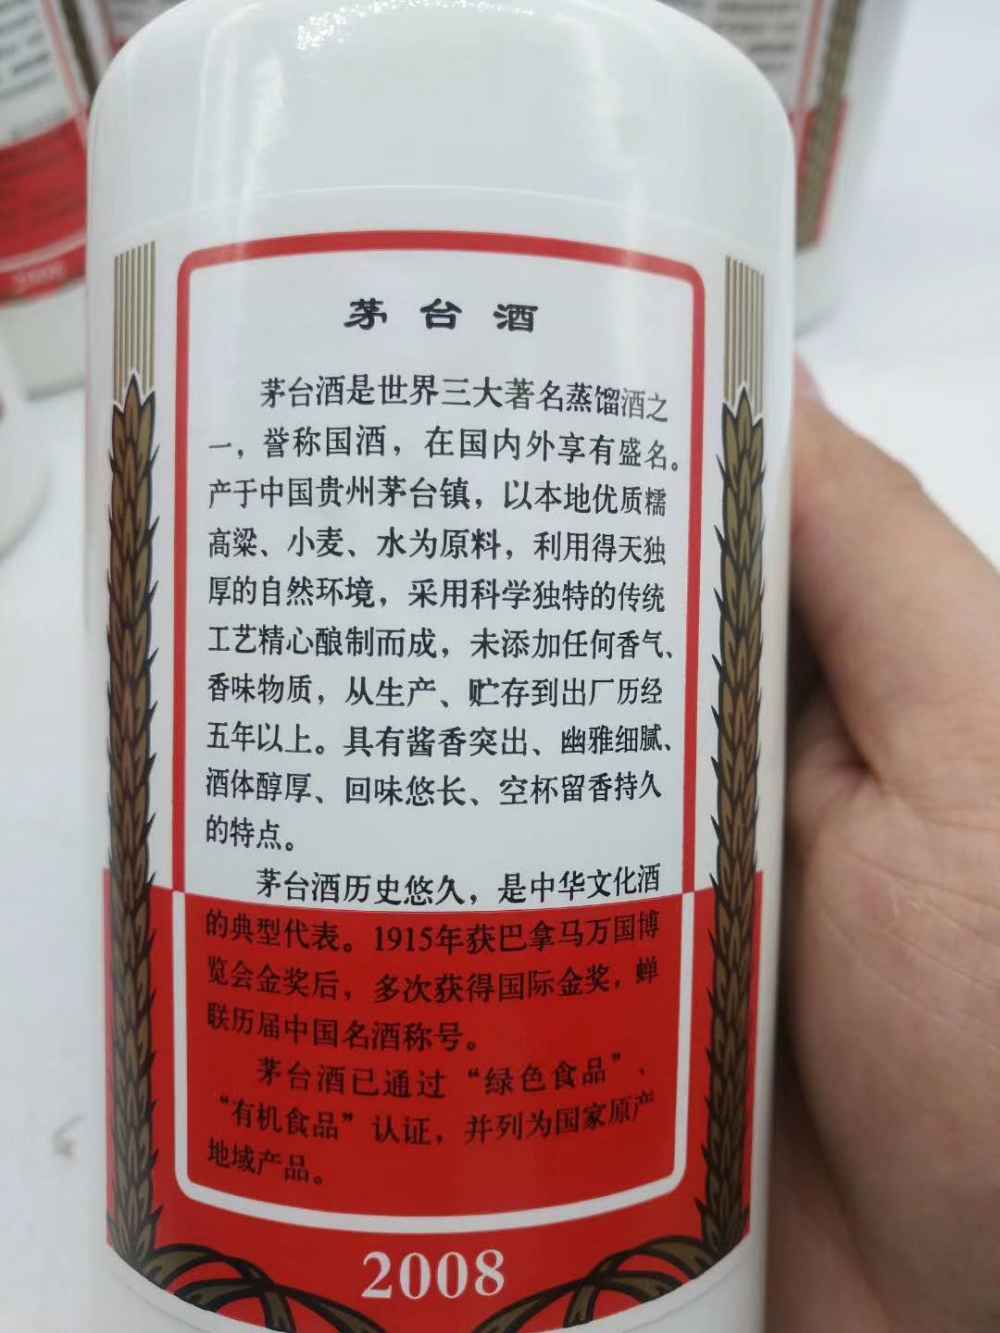 茅台酒
茅台酒是世界三大著名蒸馏酒之
一，誉称国酒，在国内外享有盛名。
产于中国贵州茅台镇，以本地优质糯
高粱、小麦、水为原料，利用得天独
厚的自然环境，采用科学独特的传统
工艺精心酿制而成，未添加任何香气、
香味物质，从生产、贮存到出厂历经
五年以上。具有酱香突出、幽雅细腻、
酒体醇厚、回味悠长、空杯留香持久
的特点。
茅台酒历史悠久，是中华文化酒
的典型代表。1915年获巴拿马万国博
览会金奖后，多次获得国际金奖，蝉
联历届中国名酒称号。
茅台酒已通过“绿色食品”、
“有机食品”认证，并列为国家原产
地域产品。
2008